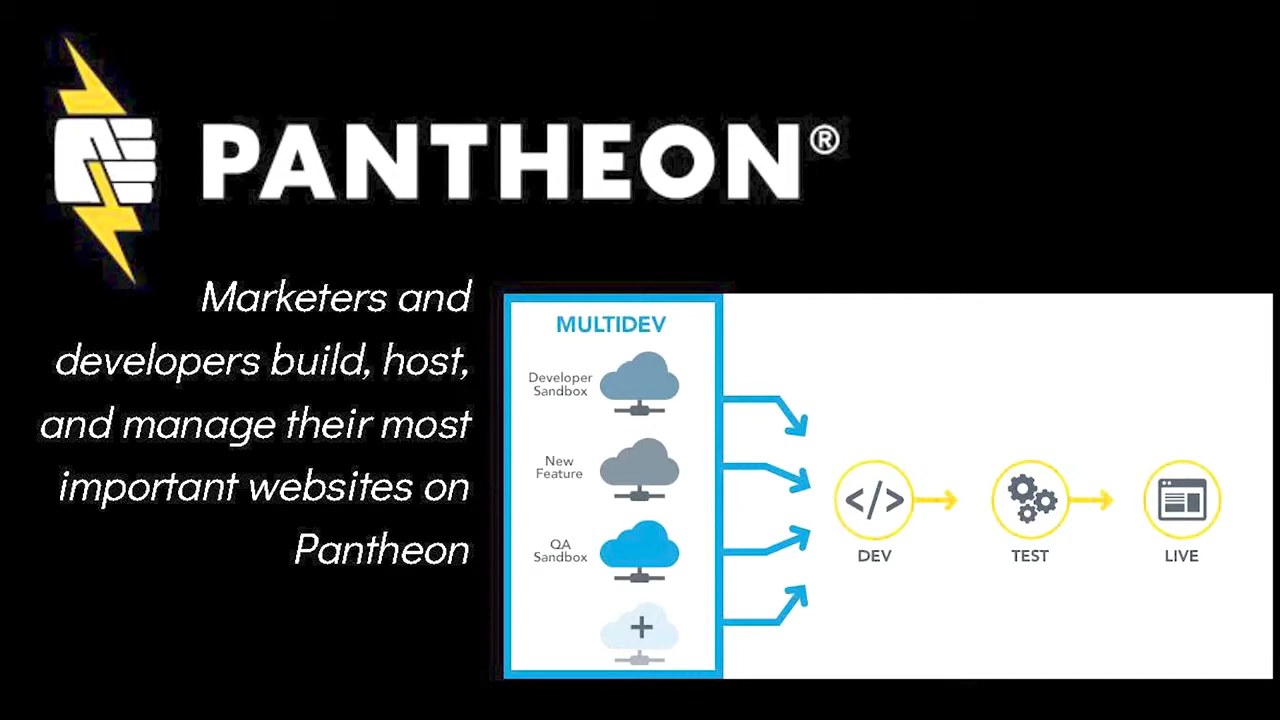 PANTHEON®
Marketers and
developers build, host,
and manage their most
important websites on
Pantheon
MULTIDEV
Developer
Sandbox
New
Feature
QA
Sandbox
+
</>
DEV
TEST
LIVE